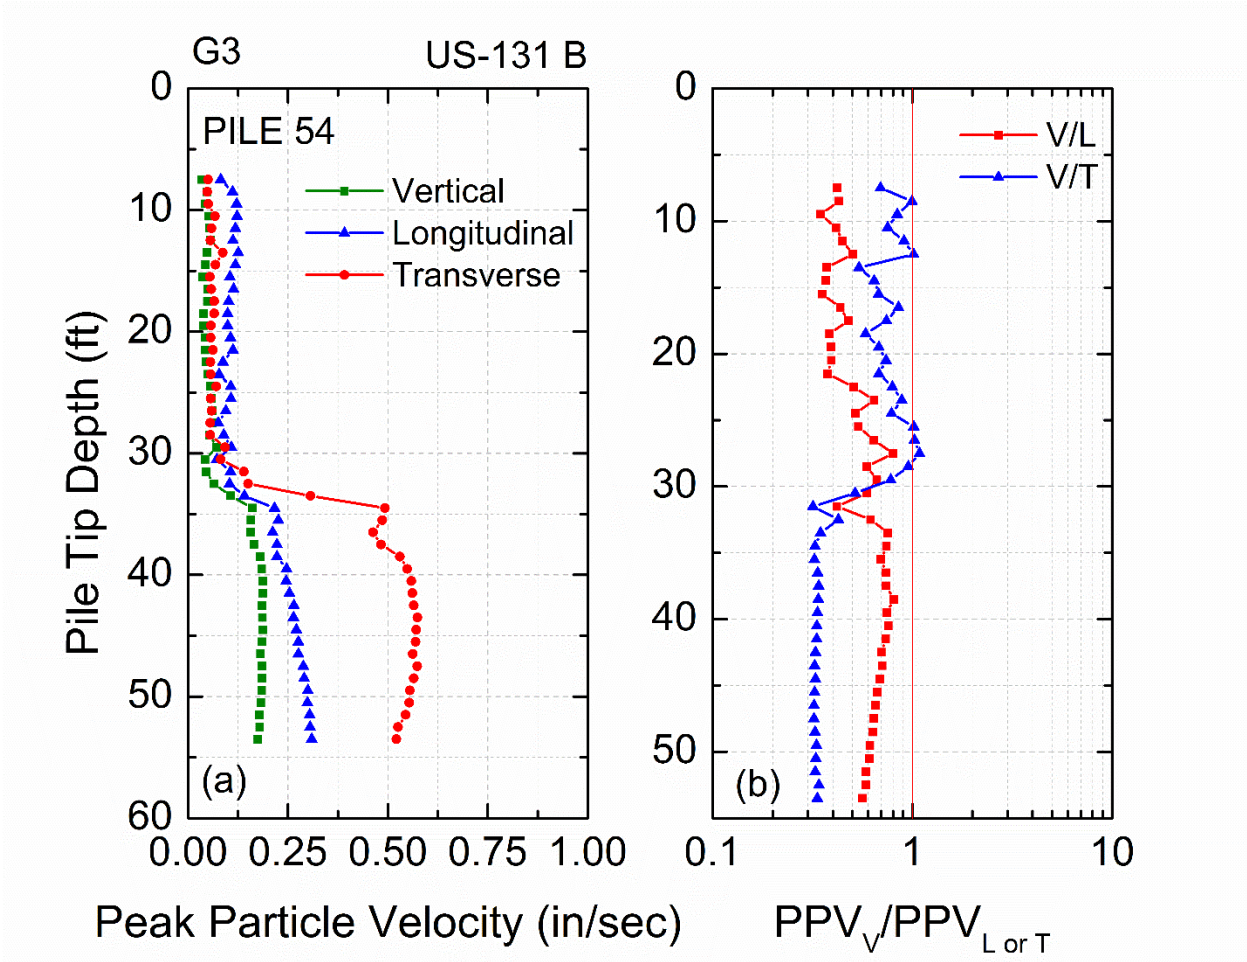 G3 US-131 B
PILE 54
Vertical
Longitudinal
Transverse
(a)
0
10
20
30
40
50
60
0.00 0.25 0.50 0.75 1.00
Pile Tip Depth (ft)
Peak Particle Velocity (in/sec)
V/L
V/T
(b)
0
10
20
30
40
50
0.1 1 10
PPVV/PPVL or T